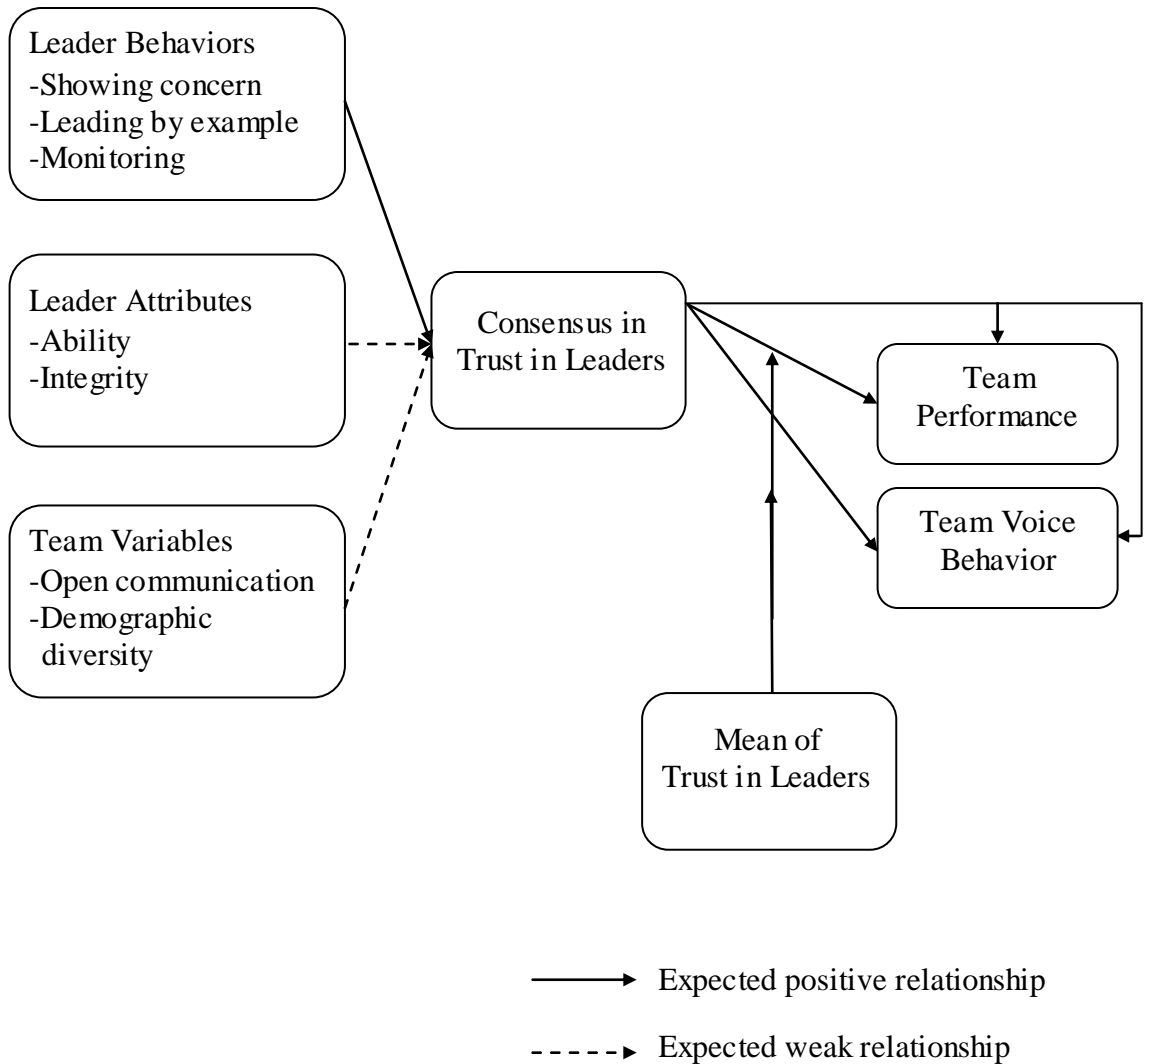 Leader Behaviors
-Showing concern
-Leading by example
-Monitoring
Leader Attributes
-Ability
-Integrity
Team Variables
-Open communication
-Demographic
diversity
Consensus in
Trust in Leaders
Team
Performance
Team Voice
Behavior
Mean of
Trust in Leaders
Expected positive relationship
Expected weak relationship